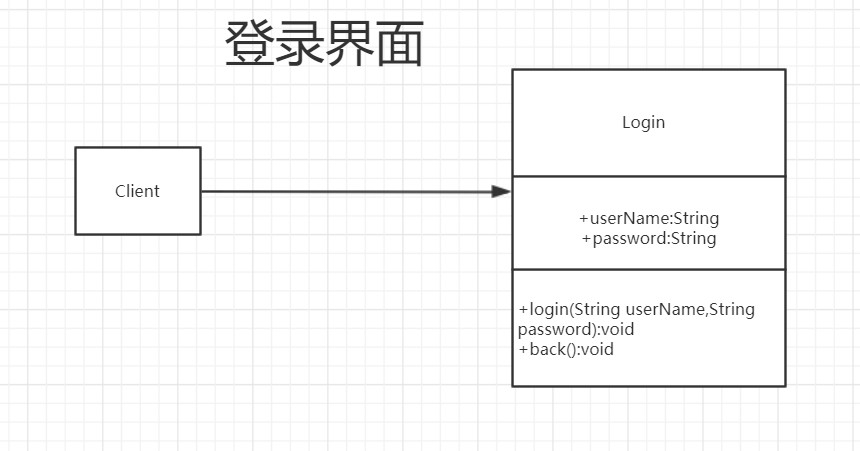 登录界面
Login
Client
+userName:String
+password:String
+login(String userName,String
password):void
+back():void